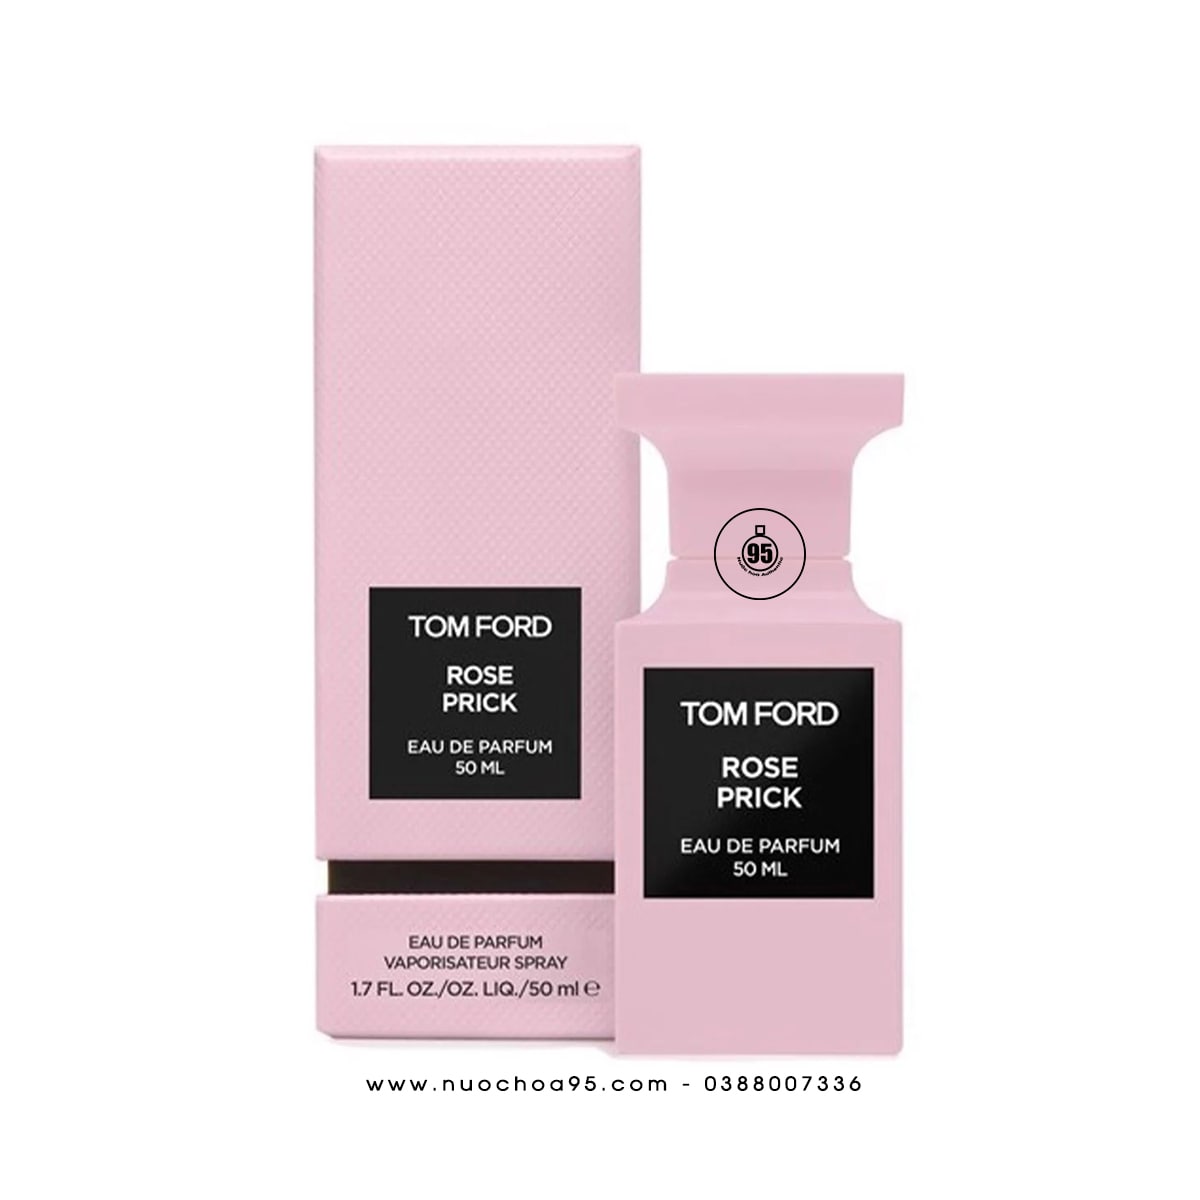 TOM FORD
ROSE
PRICK
EAU DE PARFUM
50 ML
EAU DE PARFUM
VAPORISATEUR SPRAY
1.7 FL. OZ./OZ. LIQ./50 ml ℮
95
TOM FORD
ROSE
PRICK
EAU DE PARFUM
50 ML
www.nuochoa95.com - 0388007336